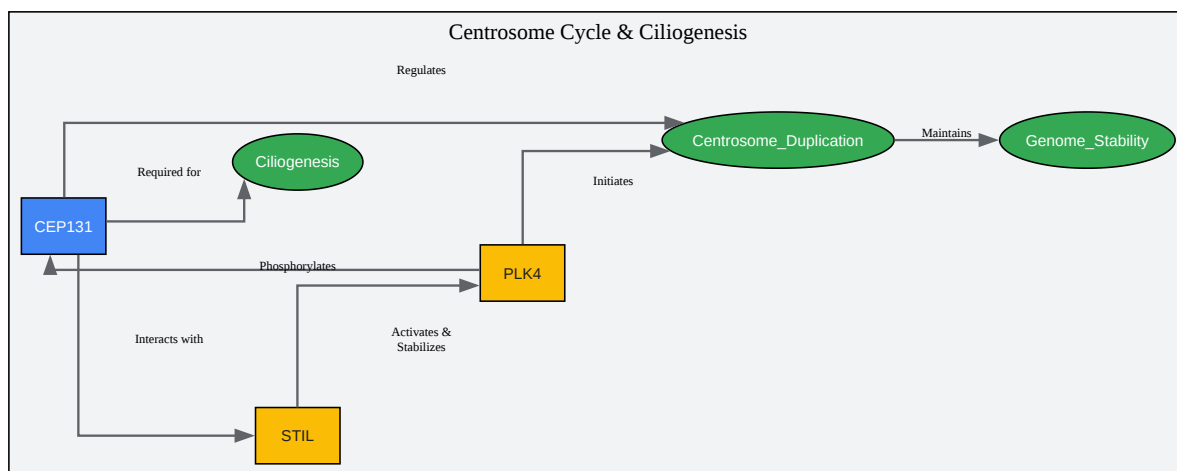 Centrosome Cycle & Ciliogenesis
Regulates
Centrosome_Duplication
Maintains
Genome_Stability
Ciliogenesis
Required for
Initiates
CEP131
Phosphorylates
PLK4
Interacts with
Activates &
Stabilizes
STIL